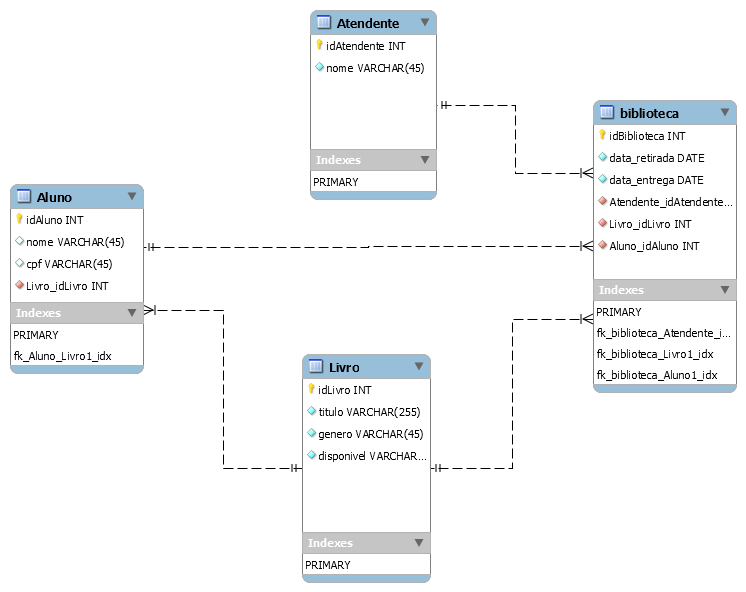 Atendente
idAtendente INT
nome VARCHAR(45)
Indexes
PRIMARY
biblioteca
idBiblioteca INT
data_retirada DATE
data_entrega DATE
Atendente_idAtendente...
Livro_idLivro INT
Aluno_idAluno INT
Indexes
PRIMARY
fk_biblioteca_Atendente_i...
fk_biblioteca_Livro1_idx
fk_biblioteca_Aluno1_idx
Aluno
idAluno INT
nome VARCHAR(45)
cpf VARCHAR(45)
Livro_idLivro INT
Indexes
PRIMARY
fk_Aluno_Livro1_idx
Livro
idLivro INT
titulo VARCHAR(255)
genero VARCHAR(45)
disponivel VARCHAR...
Indexes
PRIMARY